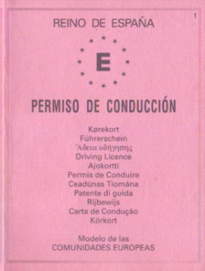 1
REINO DE ESPAÑA
E
PERMISO DE CONDUCCIÓN
Kørekort
Führerschein
Άδεια οδήγησης
Driving Licence
Ajokortti
Permis de Conduire
Ceadúnas Tiomána
Patente di guida
Rijbewijs
Carta de Condução
Körkort
Modelo de las
COMUNIDADES EUROPEAS